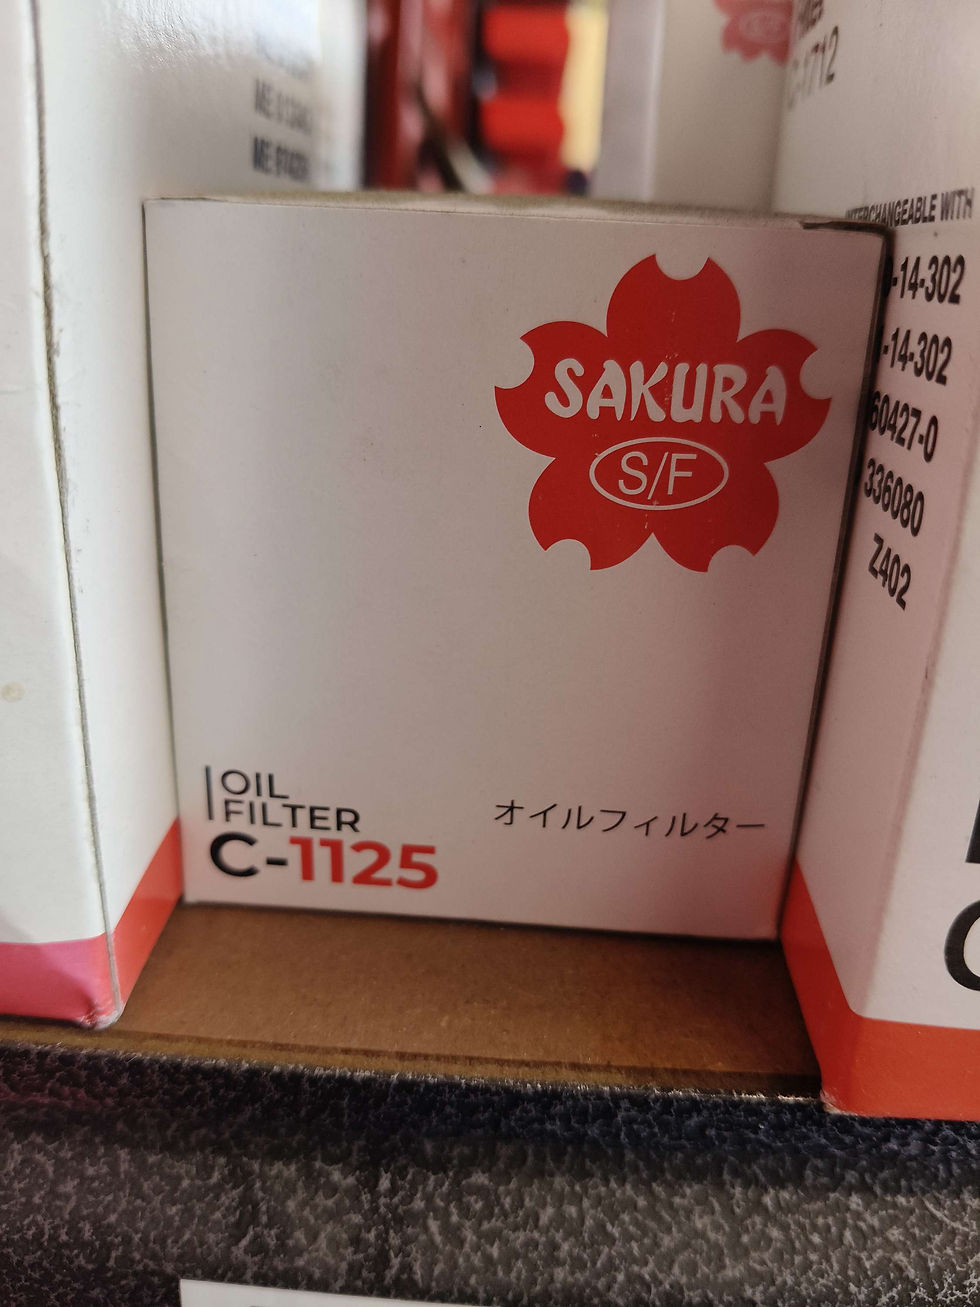 SAKURA
S/F
OIL
FILTER
C-1125
オイルフィルター
C-1712
INTERCHANGEABLE WITH
-14-302
-14-302
60427-0
336080
Z402